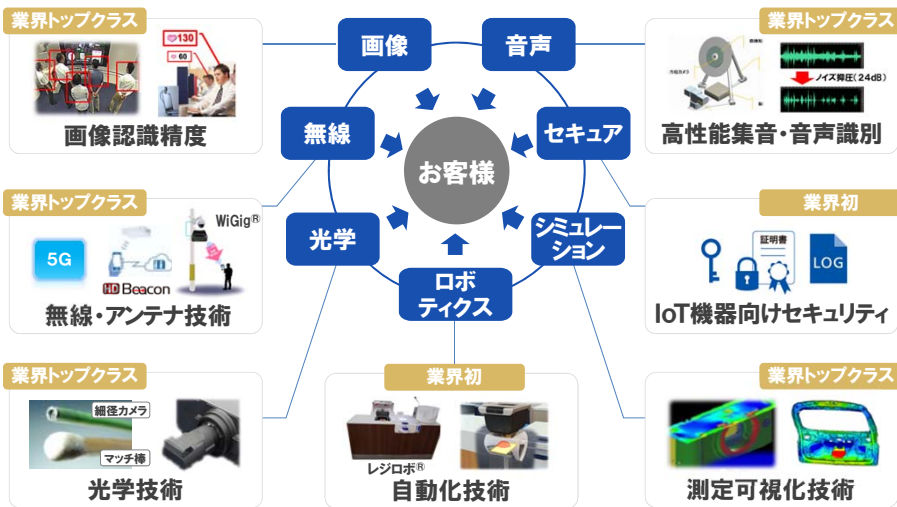 業界トップクラス
130
60
画像認識精度
画像
音声
無線
セキュア
お客様
光学
シミュレー
ション
ロボ
ティクス
業界トップクラス
ノイズ抑圧(24dB)
高性能集音・音声識別
業界トップクラス
5G
WiGig®
HD Beacon
無線・アンテナ技術
業界初
証明書
LOG
IoT機器向けセキュリティ
業界トップクラス
細径カメラ
マッチ棒
光学技術
業界初
レジロボ®
自動化技術
業界トップクラス
測定可視化技術